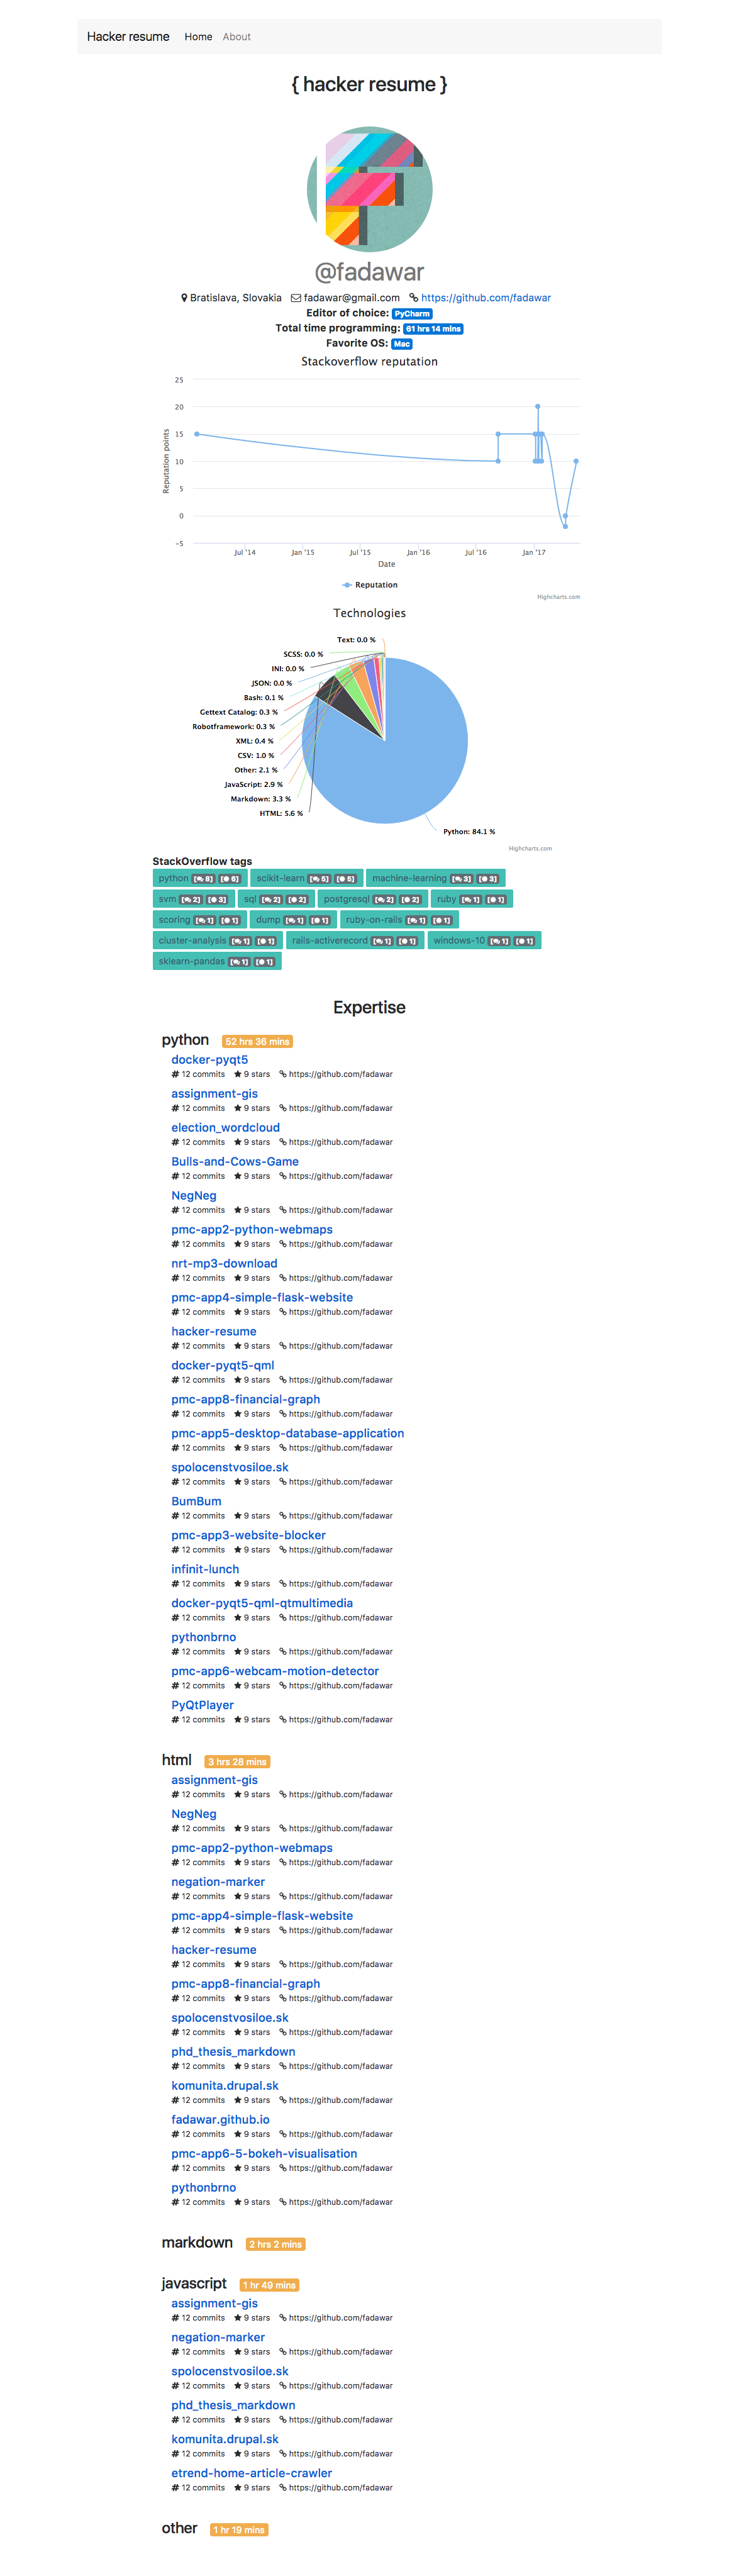 Hacker resume Home About
{ hacker resume }
@fadawar
Bratislava, Slovakia fadawar@gmail.com https://github.com/fadawar
Editor of choice: PyCharm
Total time programming: 61 hrs 14 mins
Favorite OS: Mac
Stackoverflow reputation
25
20
15
10
5
0
-5
Reputation points
Jul '14 Jan '15 Jul '15 Jan '16 Jul '16 Jan '17
Date
Reputation
Highcharts.com
Technologies
Text: 0.0 %
SCSS: 0.0 %
INI: 0.0 %
JSON: 0.0 %
Bash: 0.1 %
Gettext Catalog: 0.3 %
Robotframework: 0.3 %
XML: 0.4 %
CSV: 1.0 %
Other: 2.1 %
JavaScript: 2.9 %
Markdown: 3.3 %
HTML: 5.6 %
Python: 84.1 %
Highcharts.com
StackOverflow tags
python [ 8] [ 6] scikit-learn [ 5] [ 5] machine-learning [ 3] [ 3]
svm [ 2] [ 3] sql [ 2] [ 2] postgresql [ 2] [ 2] ruby [ 1] [ 1]
scoring [ 1] [ 1] dump [ 1] [ 1] ruby-on-rails [ 1] [ 1]
cluster-analysis [ 1] [ 1] rails-activerecord [ 1] [ 1] windows-10 [ 1] [ 1]
sklearn-pandas [ 1] [ 1]
Expertise
python 52 hrs 36 mins
docker-pyqt5
# 12 commits 9 stars https://github.com/fadawar
assignment-gis
# 12 commits 9 stars https://github.com/fadawar
election_wordcloud
# 12 commits 9 stars https://github.com/fadawar
Bulls-and-Cows-Game
# 12 commits 9 stars https://github.com/fadawar
NegNeg
# 12 commits 9 stars https://github.com/fadawar
pmc-app2-python-webmaps
# 12 commits 9 stars https://github.com/fadawar
nrt-mp3-download
# 12 commits 9 stars https://github.com/fadawar
pmc-app4-simple-flask-website
# 12 commits 9 stars https://github.com/fadawar
hacker-resume
# 12 commits 9 stars https://github.com/fadawar
docker-pyqt5-qml
# 12 commits 9 stars https://github.com/fadawar
pmc-app8-financial-graph
# 12 commits 9 stars https://github.com/fadawar
pmc-app5-desktop-database-application
# 12 commits 9 stars https://github.com/fadawar
spolocenstvosiloe.sk
# 12 commits 9 stars https://github.com/fadawar
BumBum
# 12 commits 9 stars https://github.com/fadawar
pmc-app3-website-blocker
# 12 commits 9 stars https://github.com/fadawar
infinit-lunch
# 12 commits 9 stars https://github.com/fadawar
docker-pyqt5-qml-qtmultimedia
# 12 commits 9 stars https://github.com/fadawar
pythonbrno
# 12 commits 9 stars https://github.com/fadawar
pmc-app6-webcam-motion-detector
# 12 commits 9 stars https://github.com/fadawar
PyQtPlayer
# 12 commits 9 stars https://github.com/fadawar
html 3 hrs 28 mins
assignment-gis
# 12 commits 9 stars https://github.com/fadawar
NegNeg
# 12 commits 9 stars https://github.com/fadawar
pmc-app2-python-webmaps
# 12 commits 9 stars https://github.com/fadawar
negation-marker
# 12 commits 9 stars https://github.com/fadawar
pmc-app4-simple-flask-website
# 12 commits 9 stars https://github.com/fadawar
hacker-resume
# 12 commits 9 stars https://github.com/fadawar
pmc-app8-financial-graph
# 12 commits 9 stars https://github.com/fadawar
spolocenstvosiloe.sk
# 12 commits 9 stars https://github.com/fadawar
phd_thesis_markdown
# 12 commits 9 stars https://github.com/fadawar
komunita.drupal.sk
# 12 commits 9 stars https://github.com/fadawar
fadawar.github.io
# 12 commits 9 stars https://github.com/fadawar
pmc-app6-5-bokeh-visualisation
# 12 commits 9 stars https://github.com/fadawar
pythonbrno
# 12 commits 9 stars https://github.com/fadawar
markdown 2 hrs 2 mins
javascript 1 hr 49 mins
assignment-gis
# 12 commits 9 stars https://github.com/fadawar
negation-marker
# 12 commits 9 stars https://github.com/fadawar
spolocenstvosiloe.sk
# 12 commits 9 stars https://github.com/fadawar
phd_thesis_markdown
# 12 commits 9 stars https://github.com/fadawar
komunita.drupal.sk
# 12 commits 9 stars https://github.com/fadawar
etrend-home-article-crawler
# 12 commits 9 stars https://github.com/fadawar
other 1 hr 19 mins